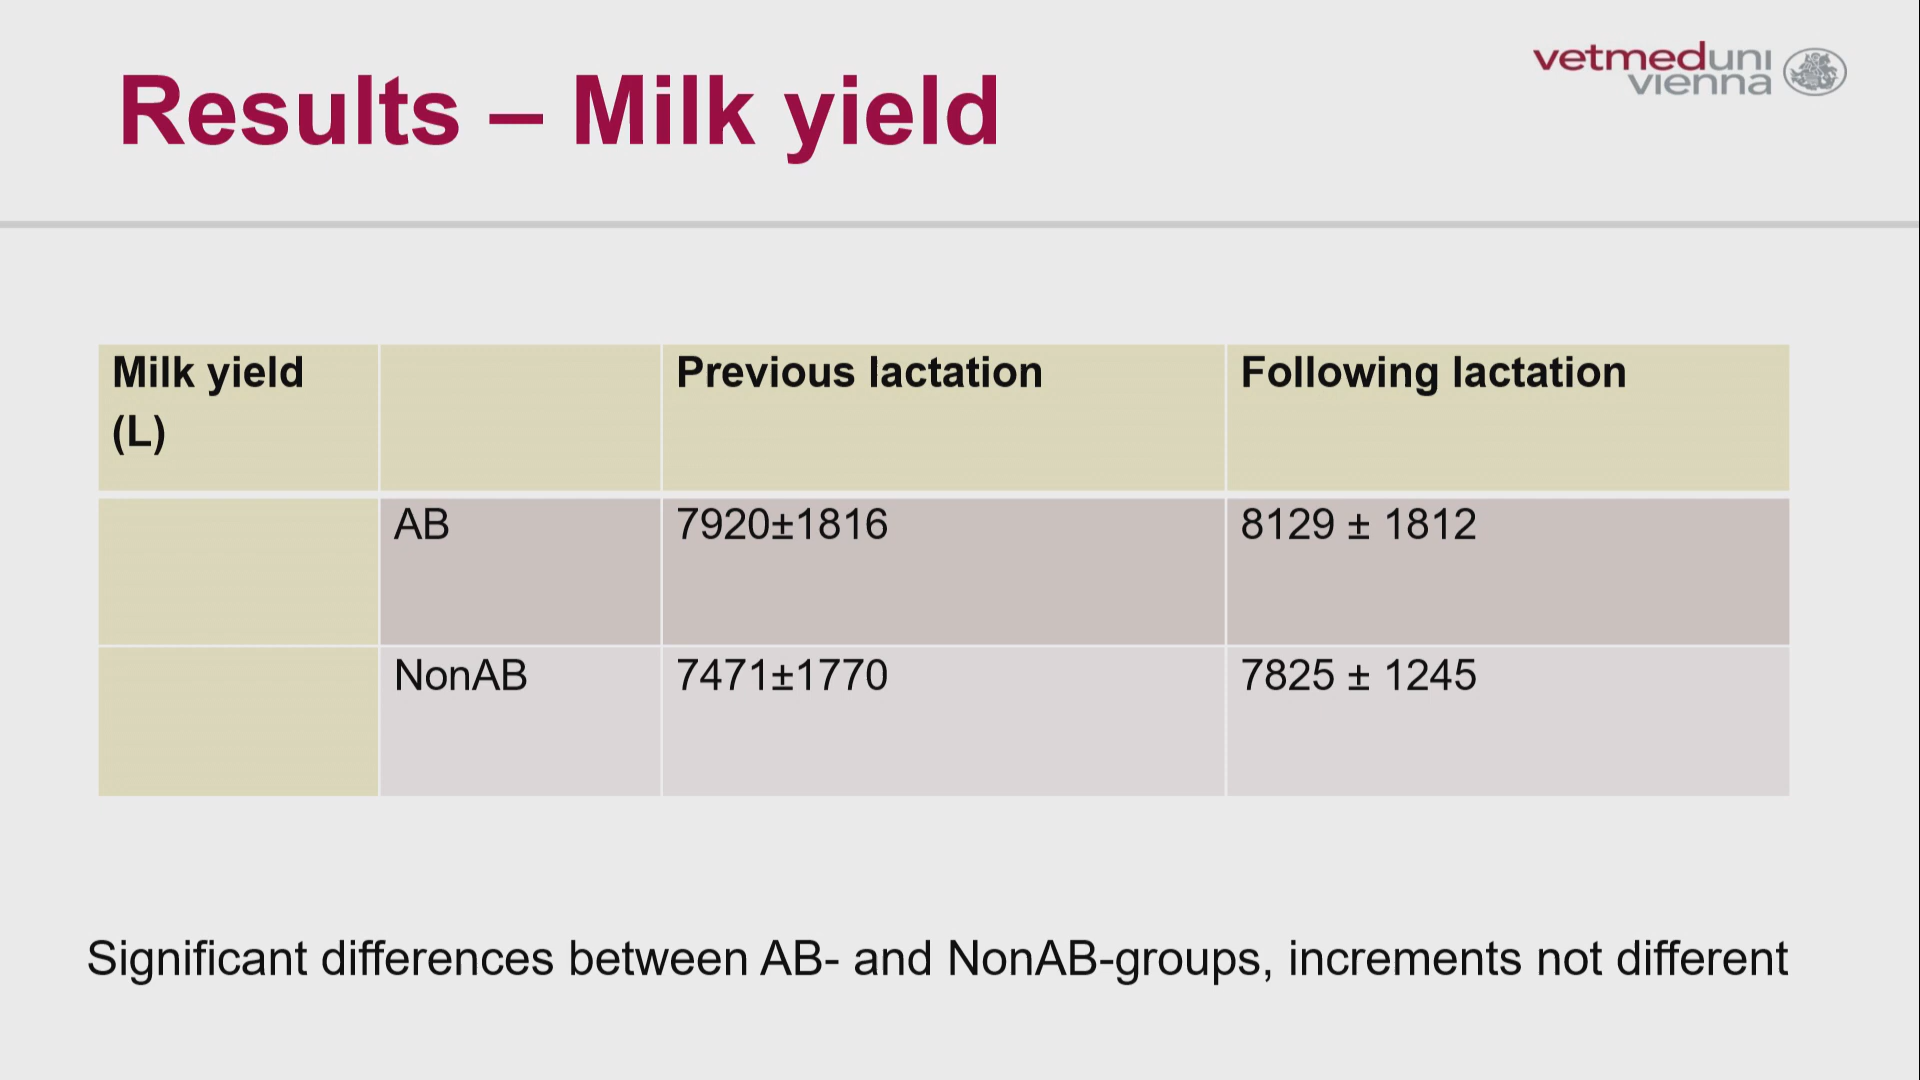 Results – Milk yield
vetmeduni
vienna
Milk yield
(L)
Previous lactation
Following lactation
AB
7920±1816
8129 ± 1812
NonAB
7471±1770
7825 ± 1245
Significant differences between AB- and NonAB-groups, increments not different